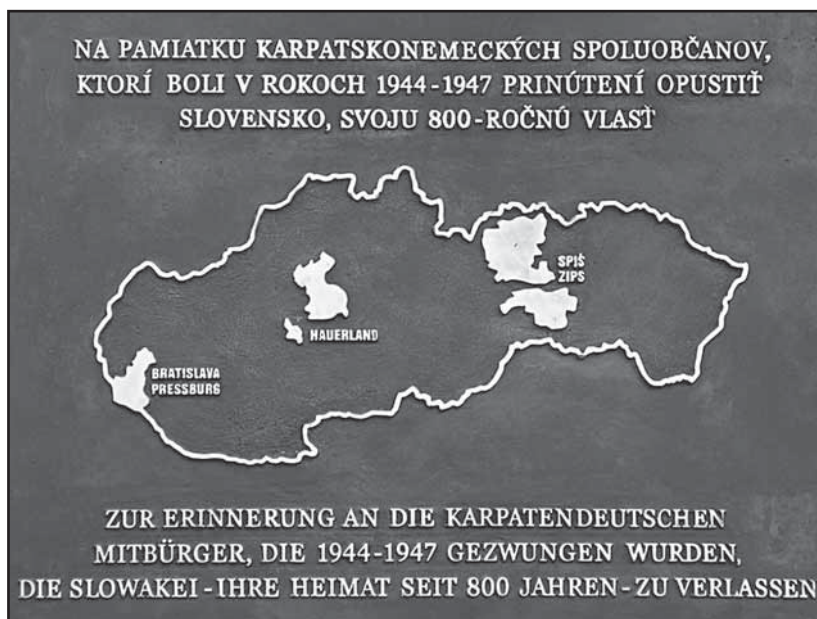 NA PAMIATKU KARPATSKONEMECKÝCH SPOLUOBČANOV,
KTORÍ BOLI V ROKOCH 1944-1947 PRINÚTENÍ OPUSTIŤ
SLOVENSKO, SVOJU 800-ROČNÚ VLASŤ
SPIŠ
ZIPS
HAUERLAND
BRATISLAVA
PRESSBURG
ZUR ERINNERUNG AN DIE KARPATENDEUTSCHEN
MITBÜRGER, DIE 1944-1947 GEZWUNGEN WURDEN,
DIE SLOWAKEI-IHRE HEIMAT SEIT 800 JAHREN-ZU VERLASSEN